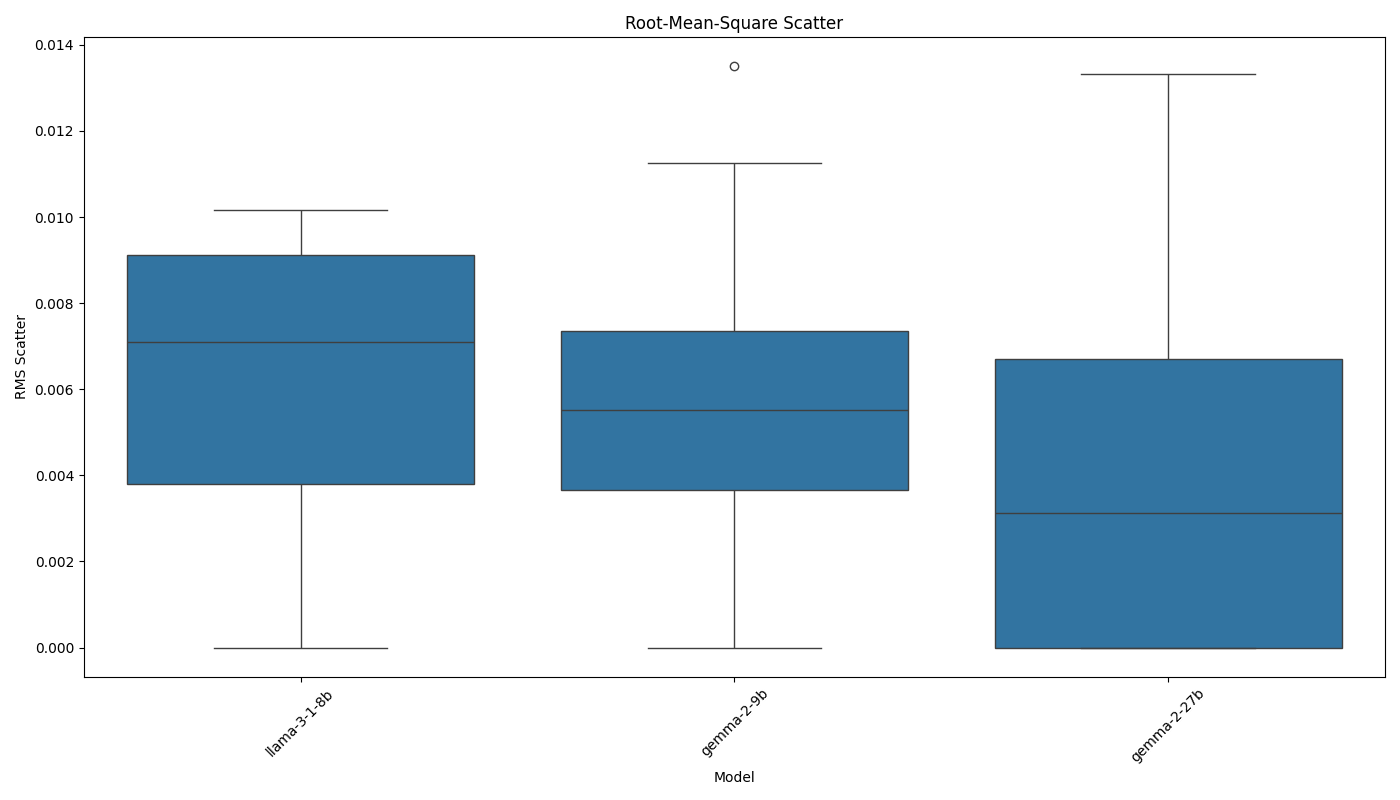 Root-Mean-Square Scatter
0.014
0.012
0.010
0.008
0.006
0.004
0.002
0.000
RMS Scatter
llama-3-1-8b
gemma-2-9b
gemma-2-27b
Model